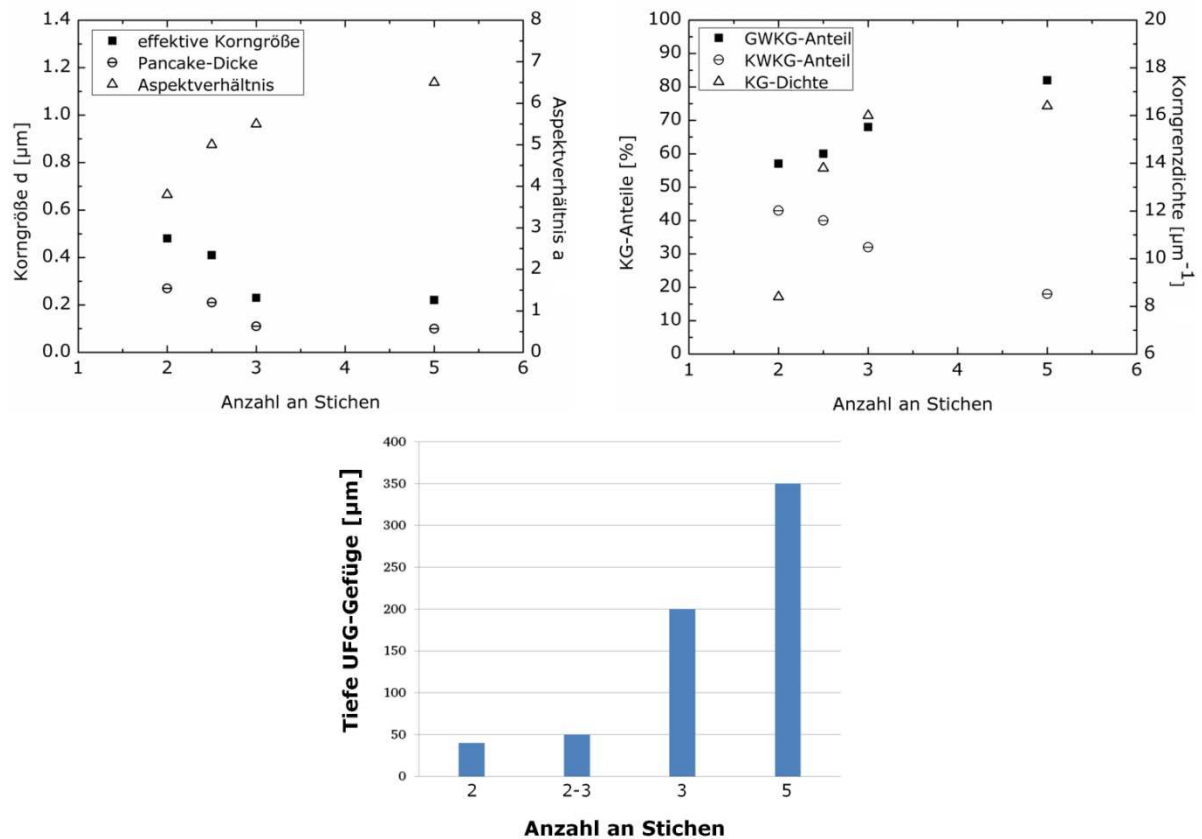 1.4
1.2
1.0
0.8
0.6
0.4
0.2
0.0
Korngröße d [µm]
effektive Korngröße
Pancake-Dicke
Aspektverhältnis
8
7
6
5
4
3
2
1
0
Aspektverhältnis a
1 2 3 4 5 6
Anzahl an Stichen
100
90
80
70
60
50
40
30
20
10
0
KG-Anteile [%]
GWKG-Anteil
KWKG-Anteil
KG-Dichte
20
18
16
14
12
10
8
6
Korngrenzdichte [µm⁻¹]
1 2 3 4 5 6
Anzahl an Stichen
400
350
300
250
200
150
100
50
0
Tiefe UFG-Gefüge [µm]
2 2-3 3 5
Anzahl an Stichen